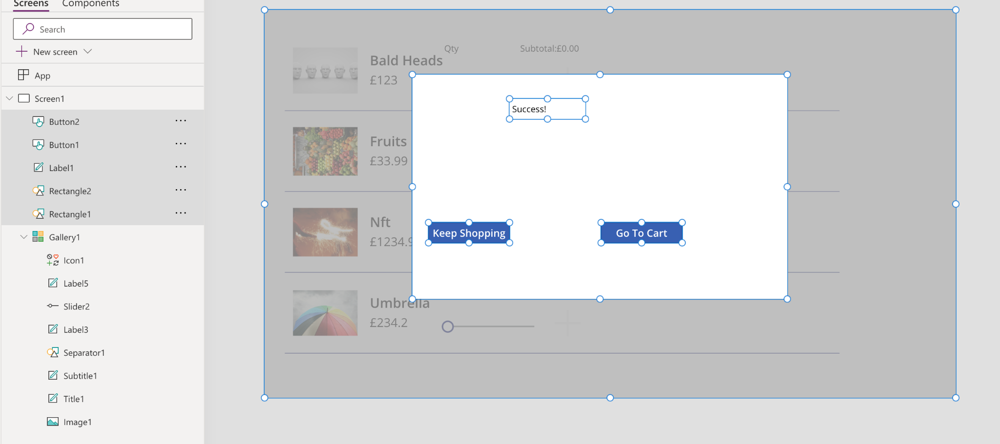 Screens Components
Search
New screen
App
Screen1
Button2
Button1
Label1
Rectangle2
Rectangle1
Gallery1
Icon1
Label5
Slider2
Label3
Separator1
Subtitle1
Title1
Image1
Qty Subtotal:£0.00
Bald Heads
£123
Success!
Fruits
£33.99
Nft
£1234.9
Keep Shopping Go To Cart
Umbrella
£234.2